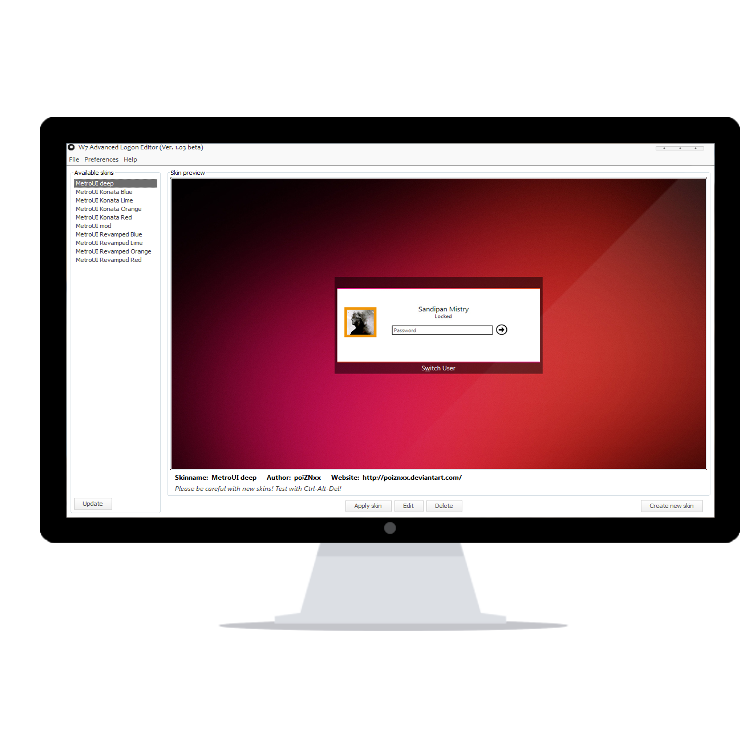 W7 Advanced Logon Editor (Ver. 1.03 beta)
File Preferences Help
Available skins
MetroUI deep
MetroUI Konata Blue
MetroUI Konata Lime
MetroUI Konata Orange
MetroUI Konata Red
MetroUI mod
MetroUI Revamped Blue
MetroUI Revamped Lime
MetroUI Revamped Orange
MetroUI Revamped Red
Update
Skin preview
Sandipan Mistry
Locked
Password
Switch User
Skinname: MetroUI deep Author: poiZNxx Website: http://poiznxx.deviantart.com/
Please be careful with new skins! Test with Ctrl-Alt-Del!
Apply skin Edit Delete Create new skin